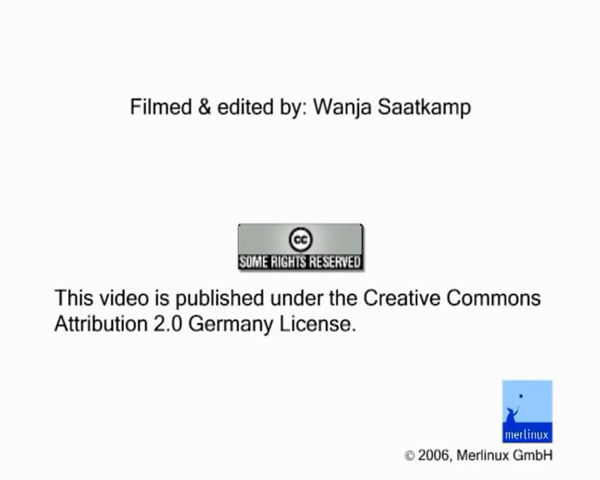 Filmed & edited by: Wanja Saatkamp
cc
SOME RIGHTS RESERVED
This video is published under the Creative Commons
Attribution 2.0 Germany License.
merlinux
© 2006, Merlinux GmbH